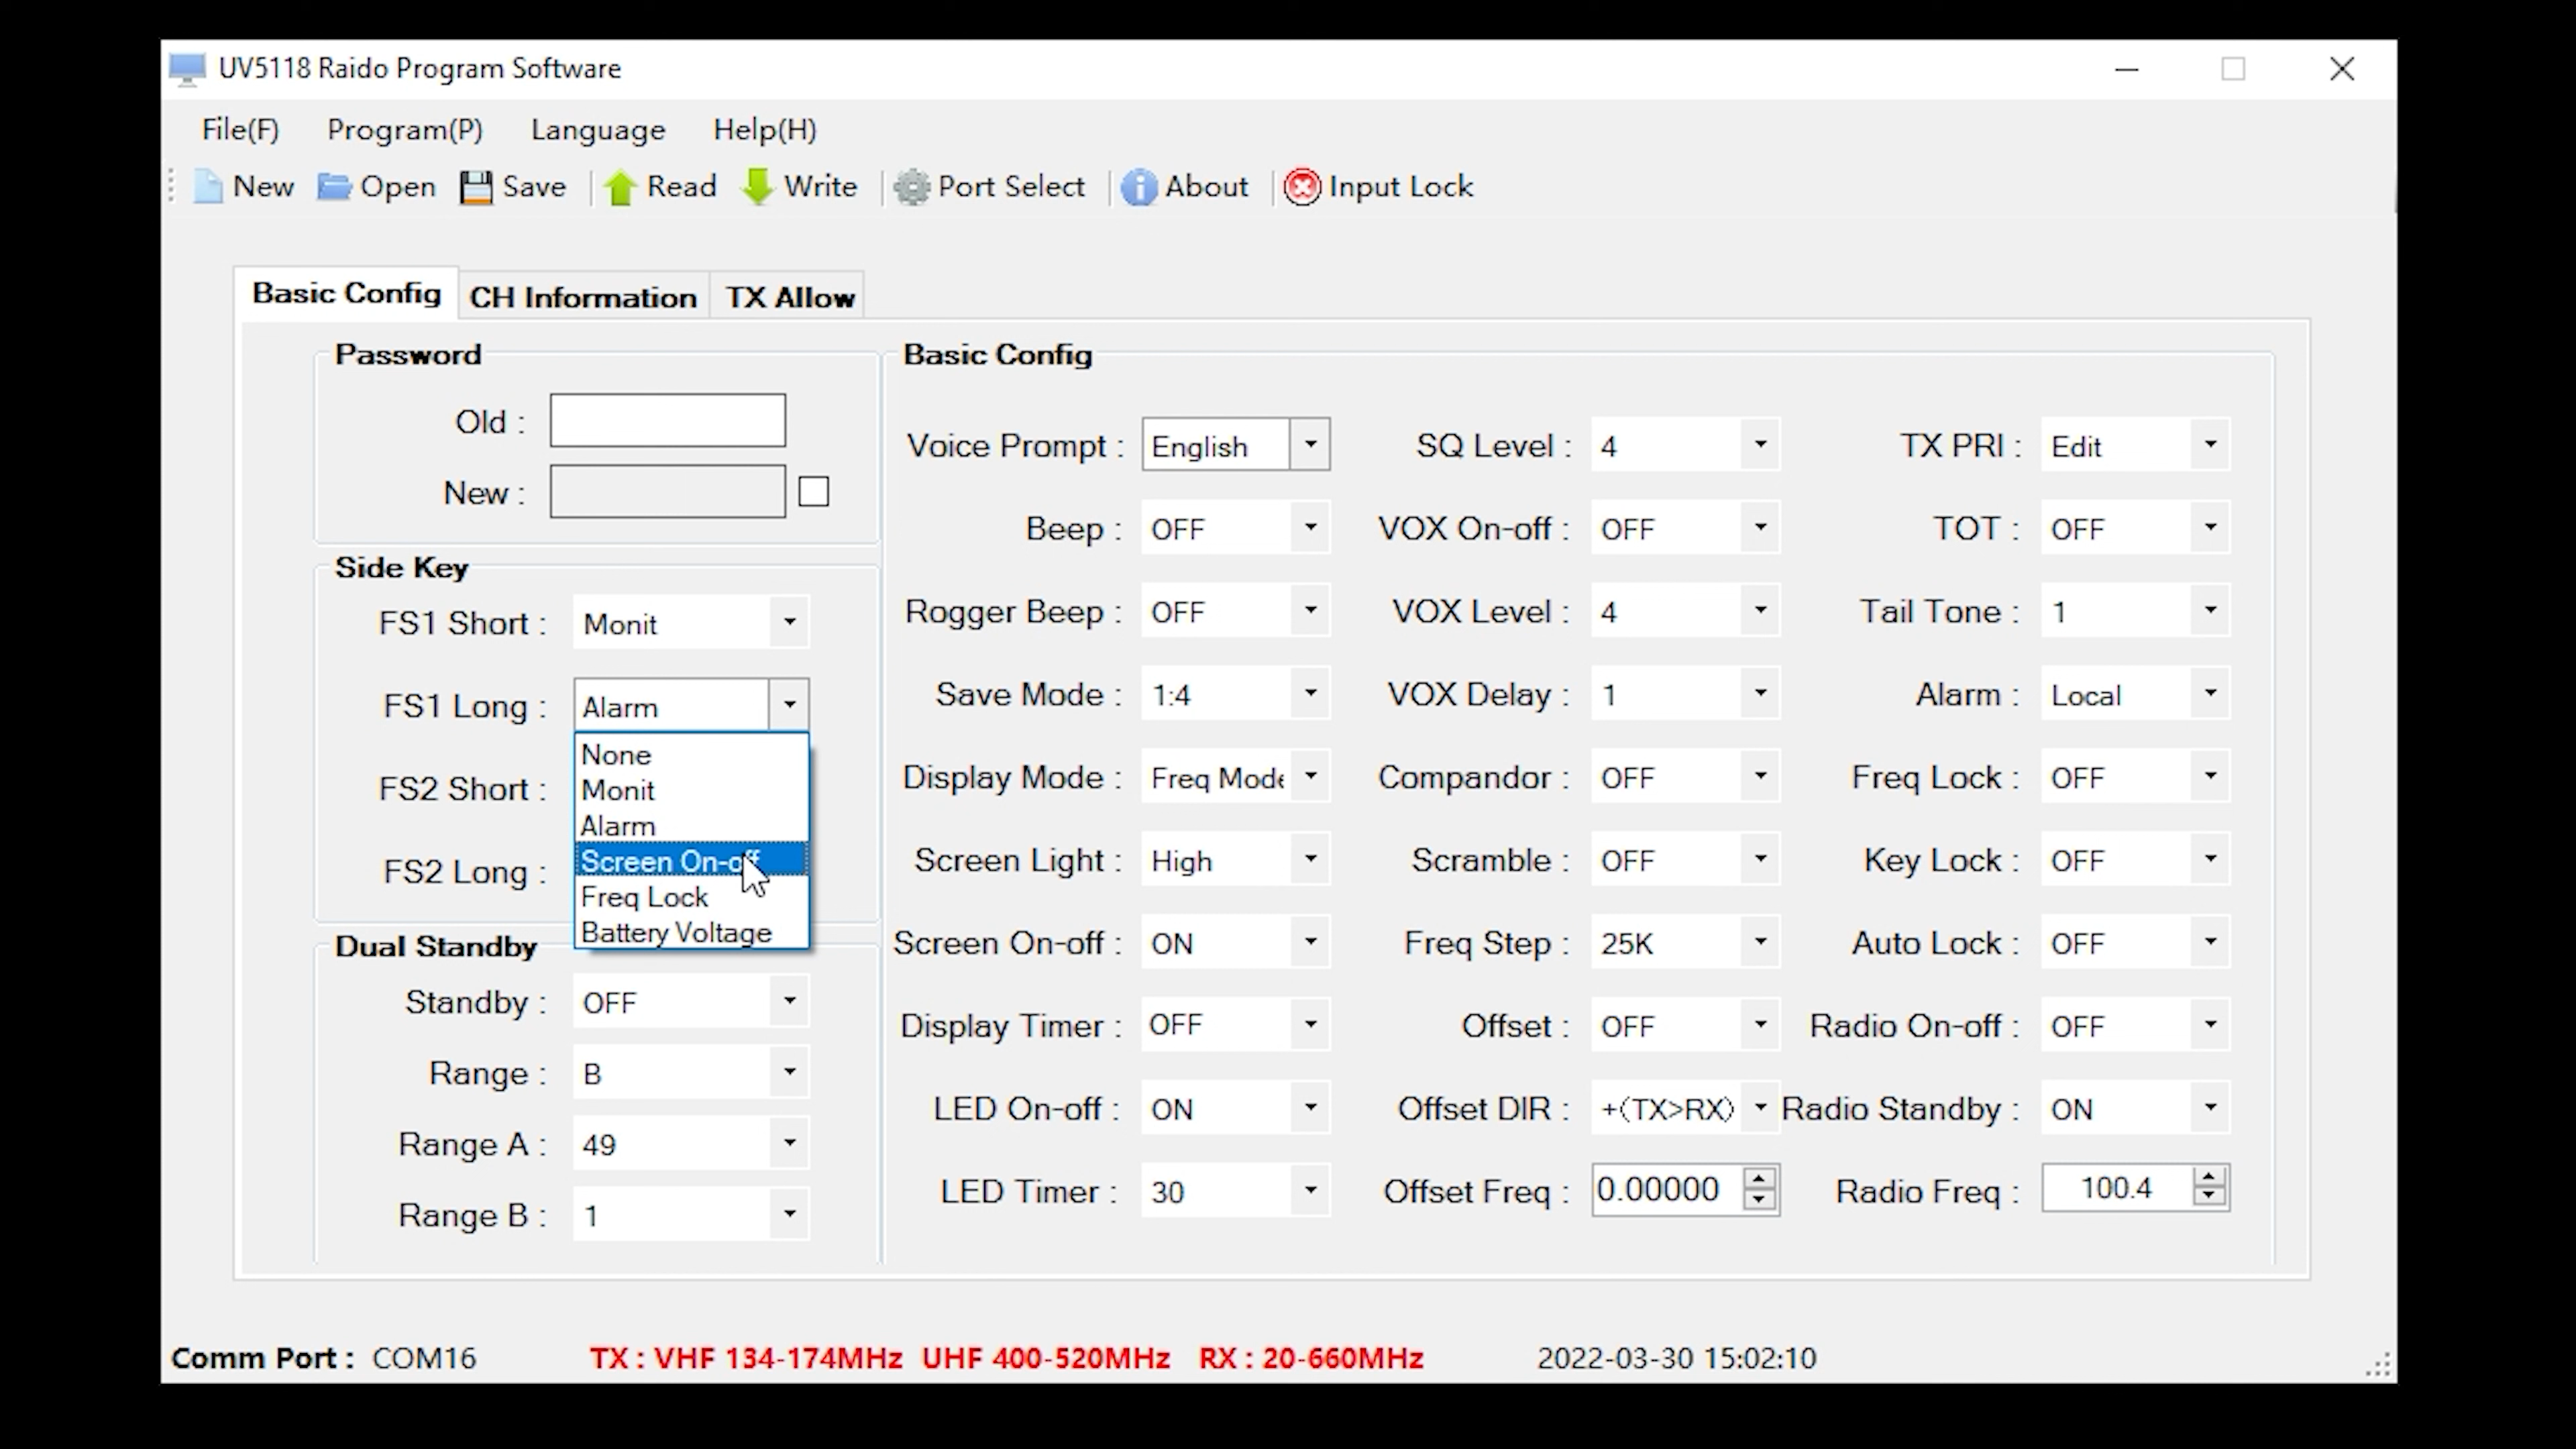 UV5118 Raido Program Software
File(F) Program(P) Language Help(H)
New Open Save Read Write Port Select About Input Lock
Basic Config CH Information TX Allow
Password
Old :
New :
Side Key
FS1 Short : Monit
FS1 Long : Alarm
None
Monit
Alarm
Screen On-off
Freq Lock
Battery Voltage
FS2 Short :
FS2 Long :
Dual Standby
Standby : OFF
Range : B
Range A : 49
Range B : 1
Basic Config
Voice Prompt : English SQ Level : 4 TX PRI : Edit
Beep : OFF VOX On-off : OFF TOT : OFF
Rogger Beep : OFF VOX Level : 4 Tail Tone : 1
Save Mode : 1:4 VOX Delay : 1 Alarm : Local
Display Mode : Freq Mode Compandor : OFF Freq Lock : OFF
Screen Light : High Scramble : OFF Key Lock : OFF
Screen On-off : ON Freq Step : 25K Auto Lock : OFF
Display Timer : OFF Offset : OFF Radio On-off : OFF
LED On-off : ON Offset DIR : +(TX>RX) Radio Standby : ON
LED Timer : 30 Offset Freq : 0.00000 Radio Freq : 100.4
Comm Port : COM16 TX : VHF 134-174MHz UHF 400-520MHz RX : 20-660MHz 2022-03-30 15:02:10